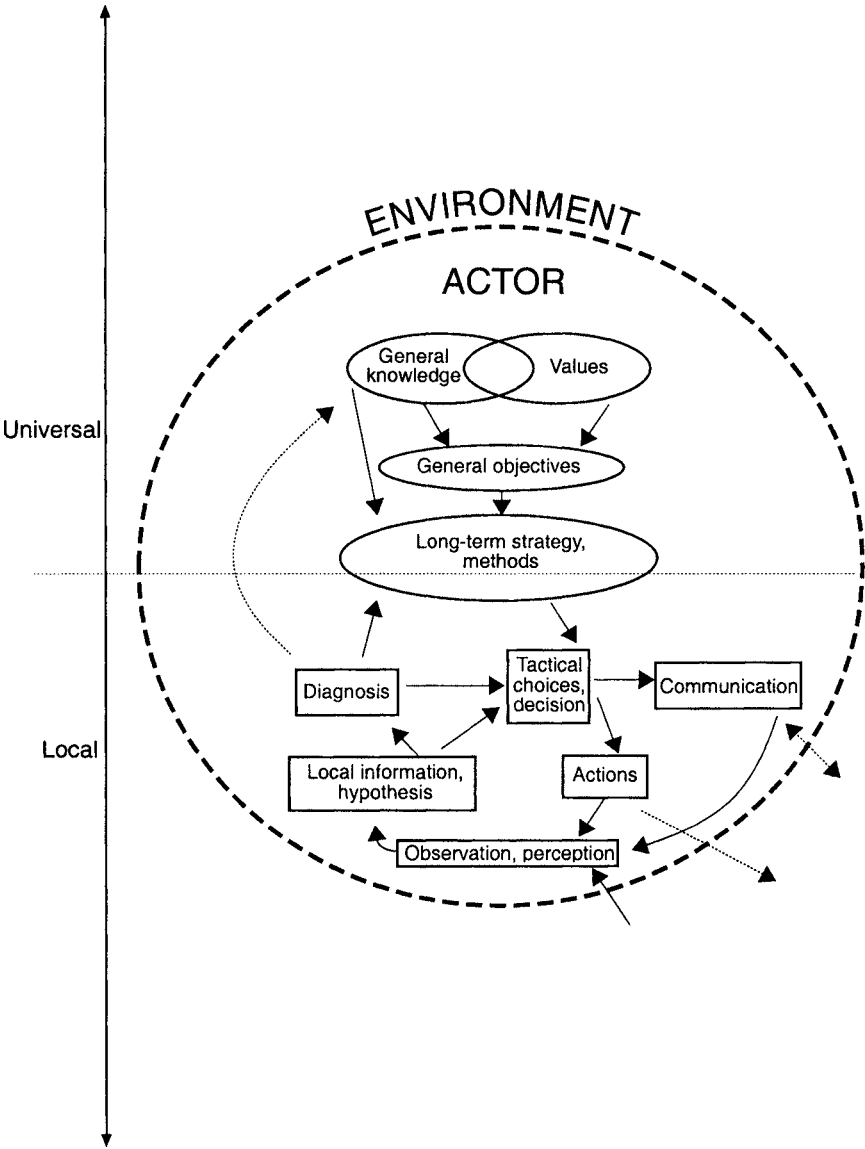 ENVIRONMENT
ACTOR
General
knowledge
Values
Universal
General objectives
Long-term strategy,
methods
Diagnosis
Tactical
choices,
decision
Communication
Local
Local information,
hypothesis
Actions
Observation, perception